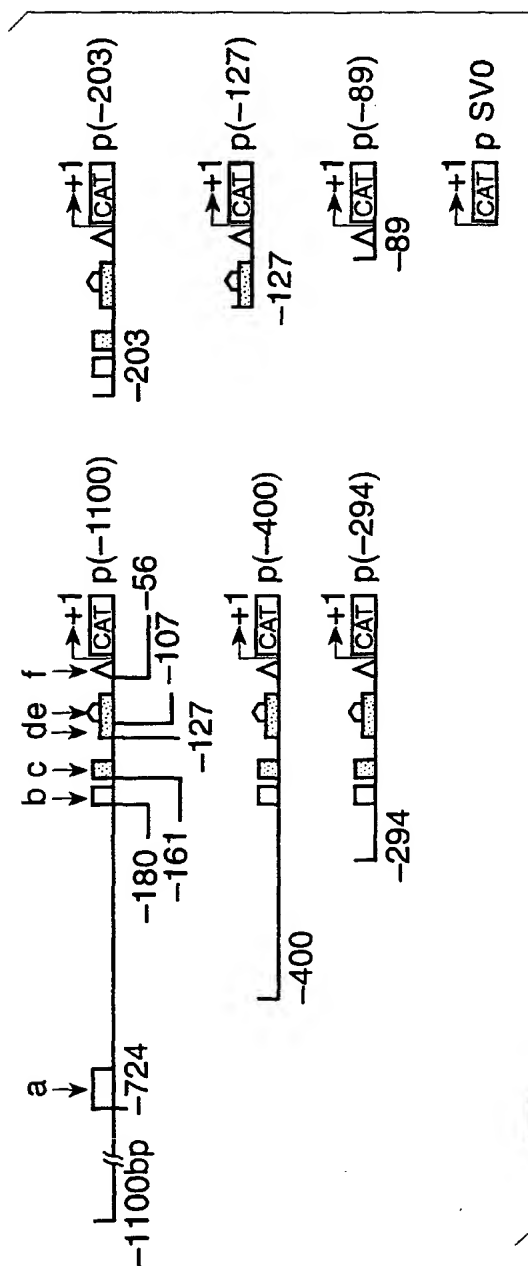 a b c d e f
+1
CAT p(−1100)
−1100bp −724 −180 −161 −127 −107 −56
+1
CAT p(−400)
−400
+1
CAT p(−294)
−294
+1
CAT p(−203)
−203
+1
CAT p(−127)
−127
+1
CAT p(−89)
−89
+1
CAT p SV0